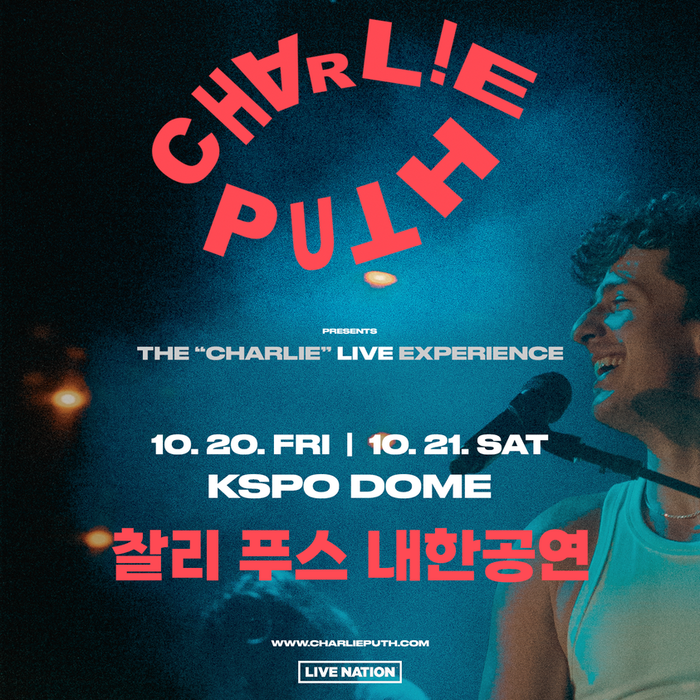 CHARL!E
PUTH
PRESENTS
THE “CHARLIE” LIVE EXPERIENCE
10. 20. FRI | 10. 21. SAT
KSPO DOME
찰리 푸스 내한공연
WWW.CHARLIEPUTH.COM
LIVE NATION